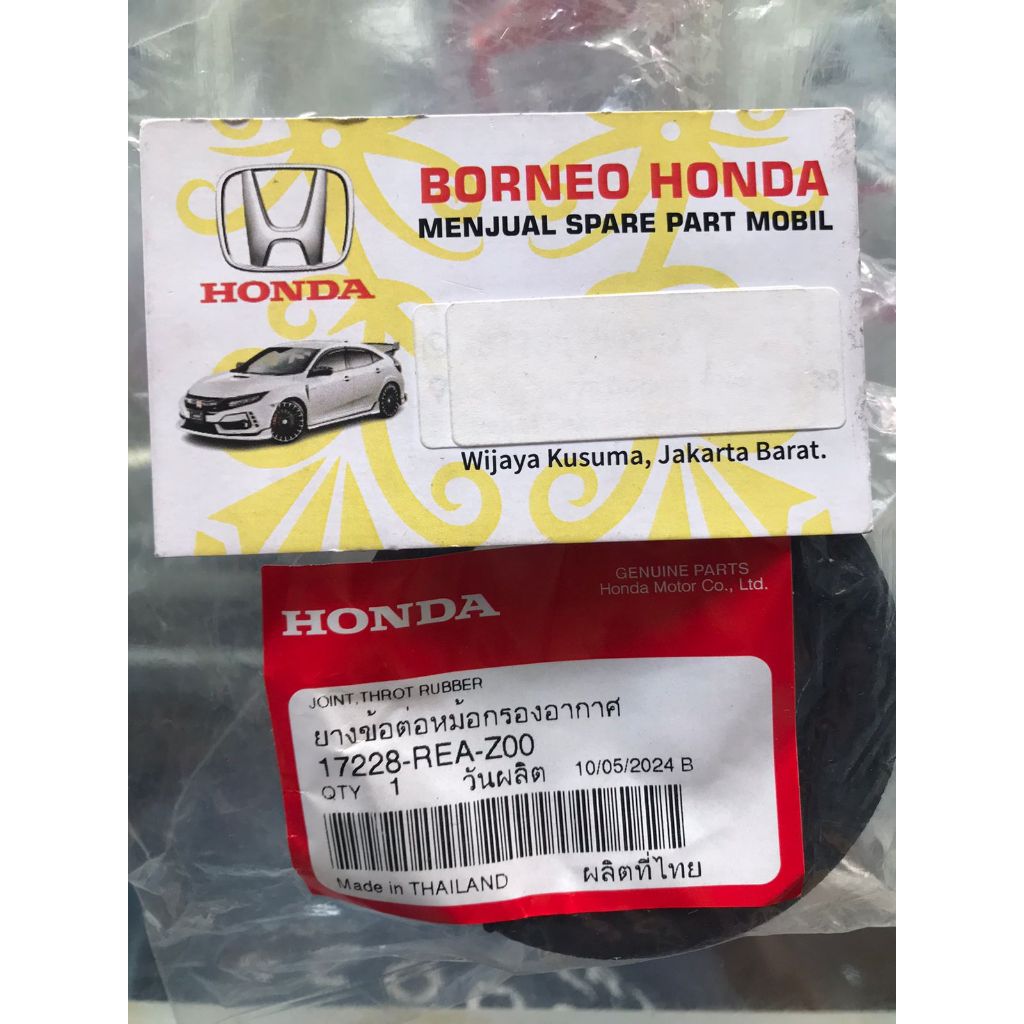 BORNEO HONDA
MENJUAL SPARE PART MOBIL
HONDA
Wijaya Kusuma, Jakarta Barat.
GENUINE PARTS
Honda Motor Co., Ltd.
HONDA
JOINT, THROT RUBBER
ยางข้อต่อหม้อกรองอากาศ
17228-REA-Z00
QTY 1 วันผลิต 10/05/2024 B
Made in THAILAND ผลิตที่ไทย